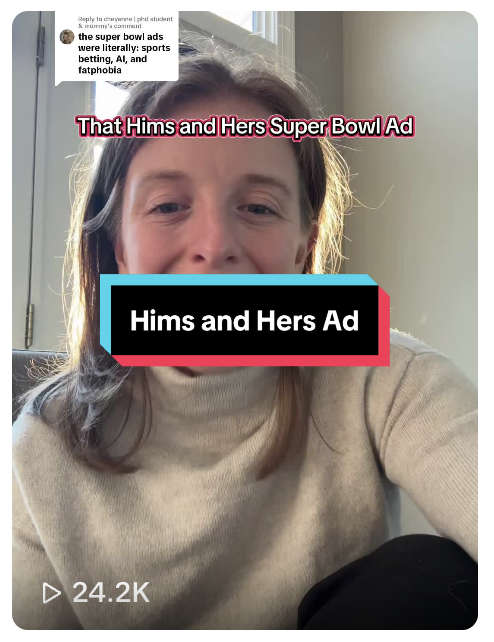 Reply to cheyenne | phd student
& mommy's comment
the super bowl ads
were literally: sports
betting, AI, and
fatphobia
That Hims and Hers Super Bowl Ad
Hims and Hers Ad
24.2K